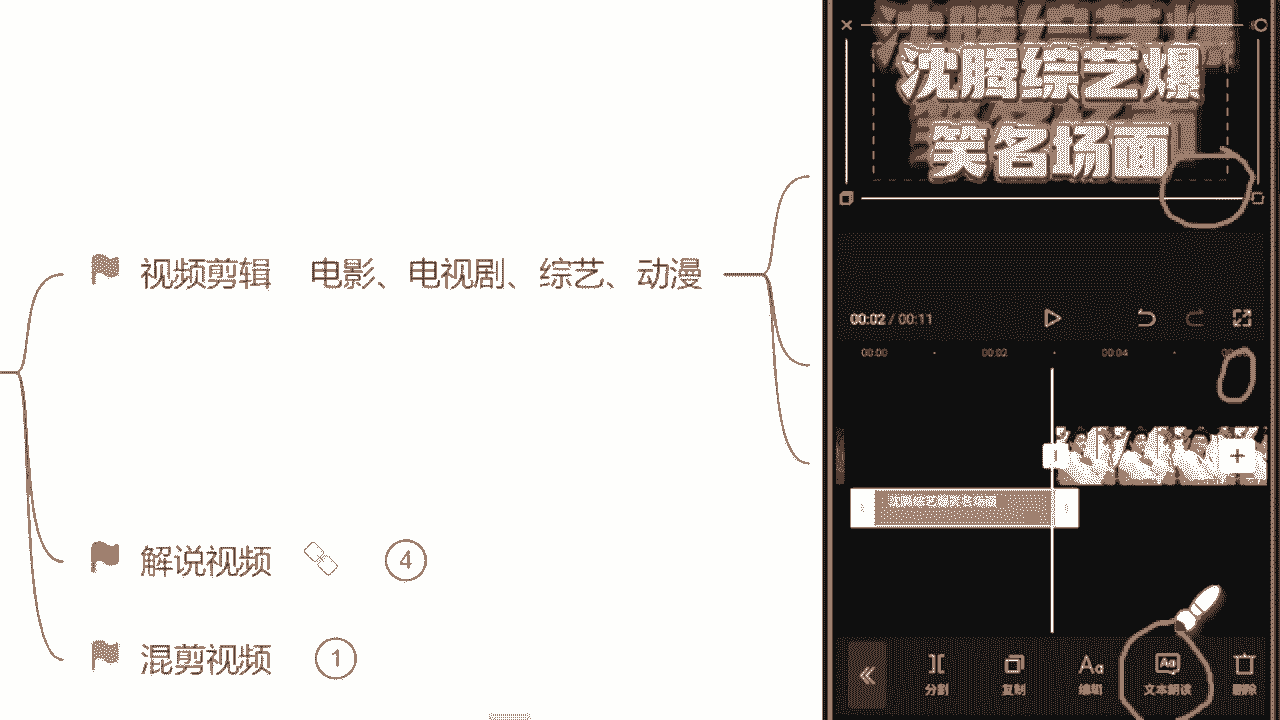 视频剪辑 电影、电视剧、综艺、动漫
解说视频 4
混剪视频 1
沈腾综艺爆
笑名场面
00:02 / 00:11
00:00 00:02 00:04
沈腾综艺爆笑名场面
分割 复制 编辑 文本朗读 删除